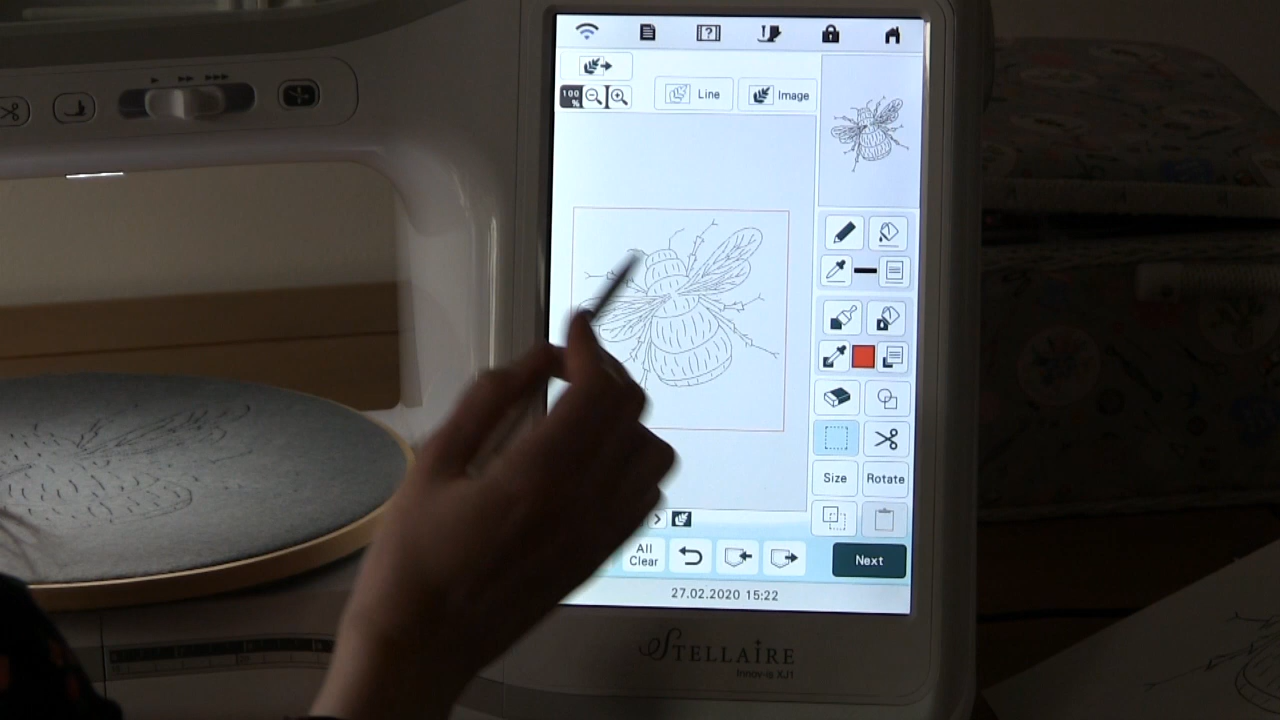 100
%
Line
Image
Size
Rotate
All
Clear
Next
27.02.2020 15:22
STELLAIRE
Innov-is XJ1